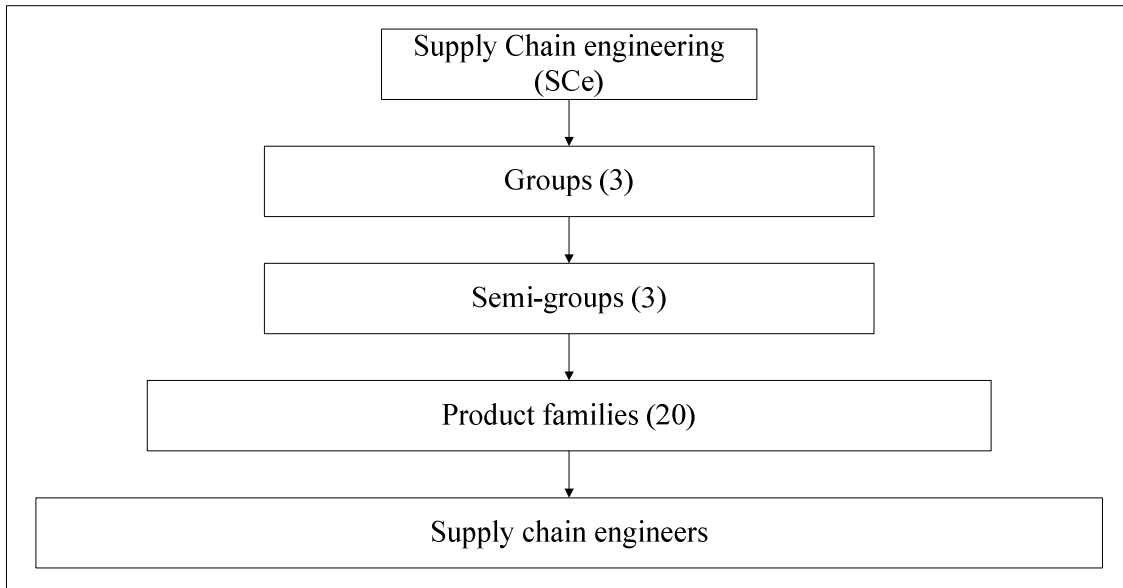 Supply Chain engineering
(SCe)
Groups (3)
Semi-groups (3)
Product families (20)
Supply chain engineers